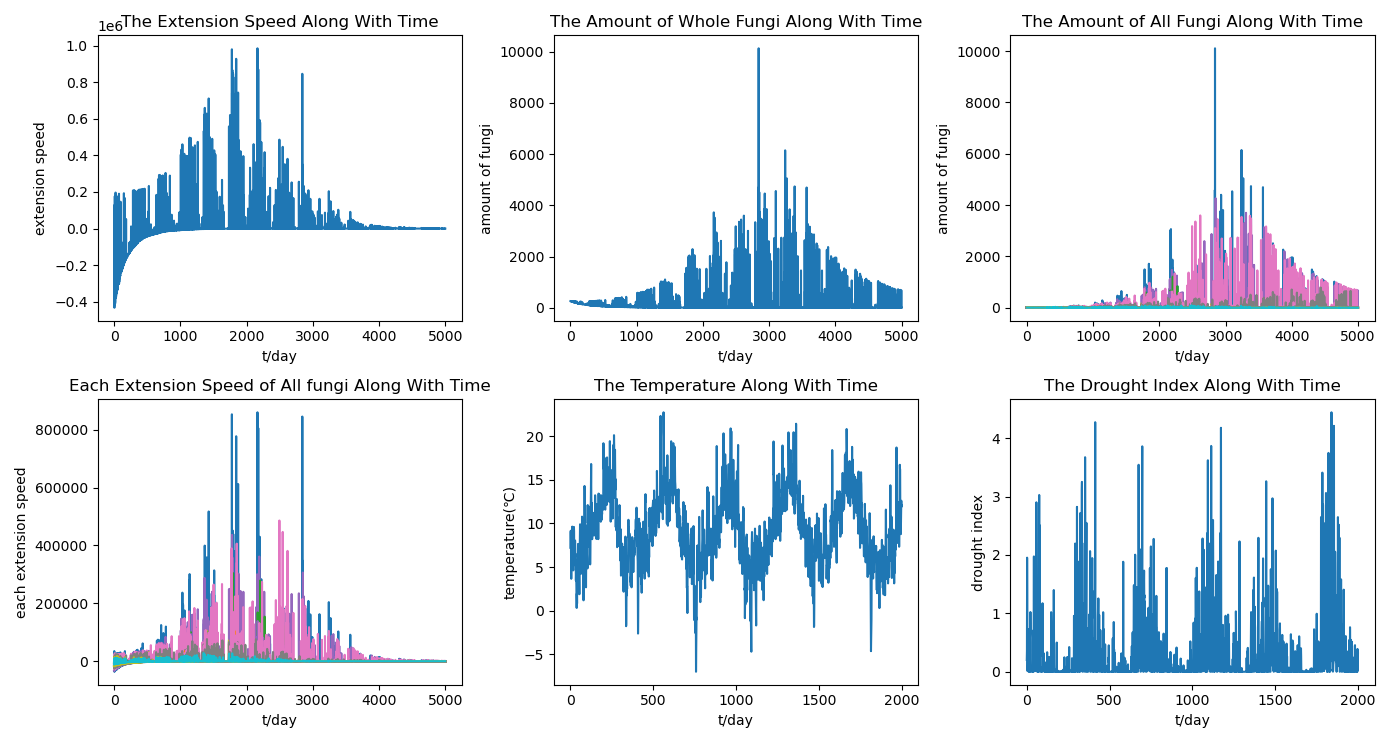 The Extension Speed Along With Time
1e6
1.0
0.8
0.6
0.4
0.2
0.0
−0.2
−0.4
extension speed
0 1000 2000 3000 4000 5000
t/day
The Amount of Whole Fungi Along With Time
10000
8000
6000
4000
2000
0
amount of fungi
0 1000 2000 3000 4000 5000
t/day
The Amount of All Fungi Along With Time
10000
8000
6000
4000
2000
0
amount of fungi
0 1000 2000 3000 4000 5000
t/day
Each Extension Speed of All fungi Along With Time
800000
600000
400000
200000
0
each extension speed
0 1000 2000 3000 4000 5000
t/day
The Temperature Along With Time
20
15
10
5
0
−5
temperature(℃)
0 500 1000 1500 2000
t/day
The Drought Index Along With Time
4
3
2
1
0
drought index
0 500 1000 1500 2000
t/day